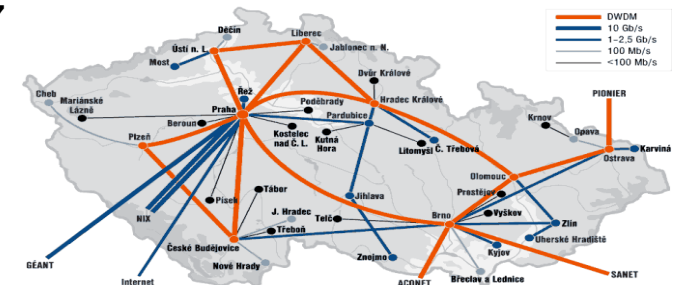 DWDM
10 Gb/s
1–2,5 Gb/s
100 Mb/s
<100 Mb/s
Děčín
Liberec
Ústí n. L.
Jablonec n. N.
Most
Dvůr Králové
Cheb
Řež
PIONIER
Mariánské
Lázně
Poděbrady
Hradec Králové
Praha
Pardubice
Krnov
Beroun
Opava
Kostelec
nad Č. L.
Kutná
Hora
Plzeň
Litomyšl
Č. Třebová
Karviná
Ostrava
Olomouc
Prostějov
Jihlava
Tábor
Písek
NIX
J. Hradec
Telč
Brno
Vyškov
Třeboň
Zlín
České Budějovice
Uherské Hradiště
Kyjov
GÉANT
Nové Hrady
Znojmo
Internet
ACONET
Břeclav a Lednice
SANET